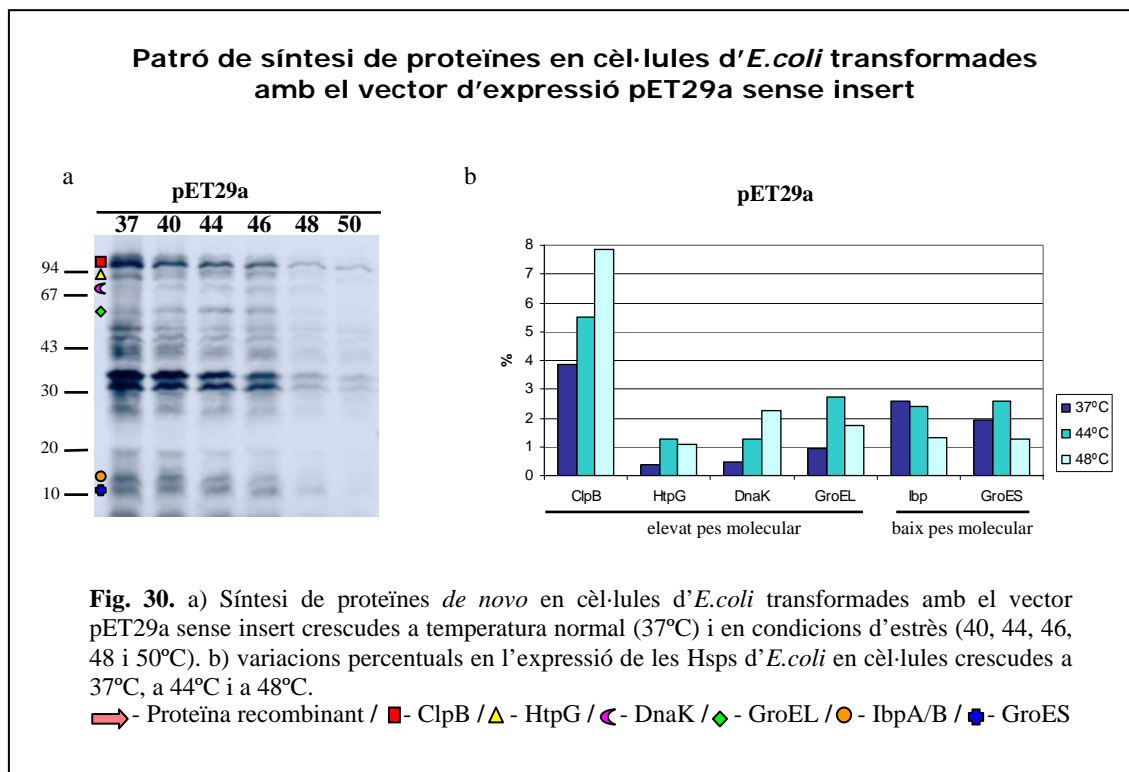 Patró de síntesi de proteïnes en cèl·lules d'E.coli transformades
amb el vector d'expressió pET29a sense insert
a
pET29a
37 40 44 46 48 50
94
67
43
30
20
10
b
pET29a
%
8
7
6
5
4
3
2
1
0
ClpB HtpG DnaK GroEL Ibp GroES
elevat pes molecular baix pes molecular
37ºC
44ºC
48ºC
Fig. 30. a) Síntesi de proteïnes de novo en cèl·lules d'E.coli transformades amb el vector
pET29a sense insert crescudes a temperatura normal (37ºC) i en condicions d'estrès (40, 44, 46,
48 i 50ºC). b) variacions percentuals en l'expressió de les Hsps d'E.coli en cèl·lules crescudes a
37ºC, a 44ºC i a 48ºC.
- Proteïna recombinant / - ClpB / - HtpG / - DnaK / - GroEL / - IbpA/B / - GroES